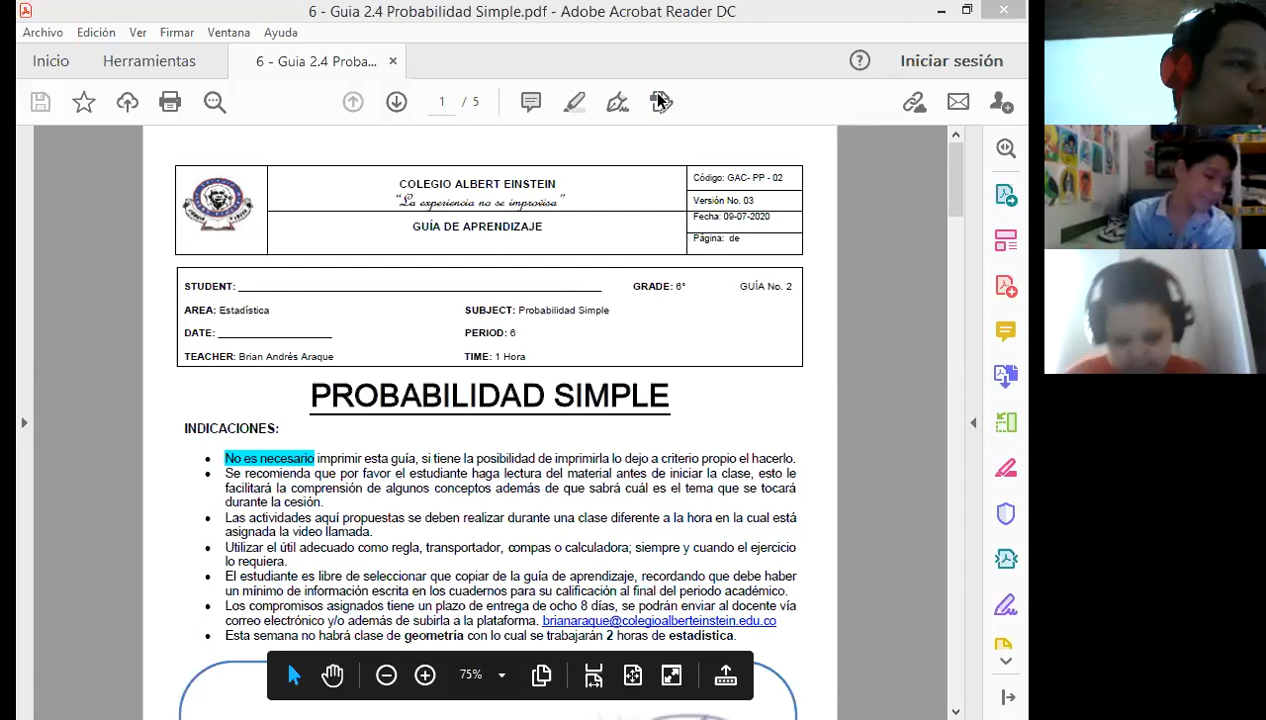 6 - Guia 2.4 Probabilidad Simple.pdf - Adobe Acrobat Reader DC
Archivo Edición Ver Firmar Ventana Ayuda
Inicio Herramientas 6 - Guia 2.4 Proba... × Iniciar sesión
1 / 5
COLEGIO ALBERT EINSTEIN
"La experiencia no se improvisa"
GUÍA DE APRENDIZAJE
Código: GAC- PP - 02
Versión No. 03
Fecha: 09-07-2020
Página: de
STUDENT: GRADE: 6° GUÍA No. 2
AREA: Estadística SUBJECT: Probabilidad Simple
DATE: PERIOD: 6
TEACHER: Brian Andrés Araque TIME: 1 Hora
PROBABILIDAD SIMPLE
INDICACIONES:
• No es necesario imprimir esta guía, si tiene la posibilidad de imprimirla lo dejo a criterio propio el hacerlo.
• Se recomienda que por favor el estudiante haga lectura del material antes de iniciar la clase, esto le
facilitará la comprensión de algunos conceptos además de que sabrá cuál es el tema que se tocará
durante la cesión.
• Las actividades aquí propuestas se deben realizar durante una clase diferente a la hora en la cual está
asignada la video llamada.
• Utilizar el útil adecuado como regla, transportador, compas o calculadora; siempre y cuando el ejercicio
lo requiera.
• El estudiante es libre de seleccionar que copiar de la guía de aprendizaje, recordando que debe haber
un mínimo de información escrita en los cuadernos para su calificación al final del periodo académico.
• Los compromisos asignados tiene un plazo de entrega de ocho 8 días, se podrán enviar al docente vía
correo electrónico y/o además de subirla a la plataforma. brianaraque@colegioalberteinstein.edu.co
• Esta semana no habrá clase de geometría con lo cual se trabajarán 2 horas de estadística.
75%